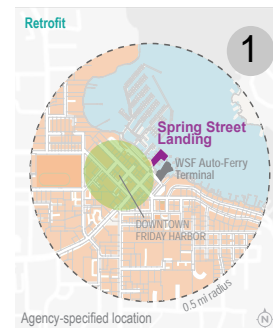 Retrofit
1
Spring Street
Landing
WSF Auto-Ferry
Terminal
DOWNTOWN
FRIDAY HARBOR
0.5 mi radius
Agency-specified location
N